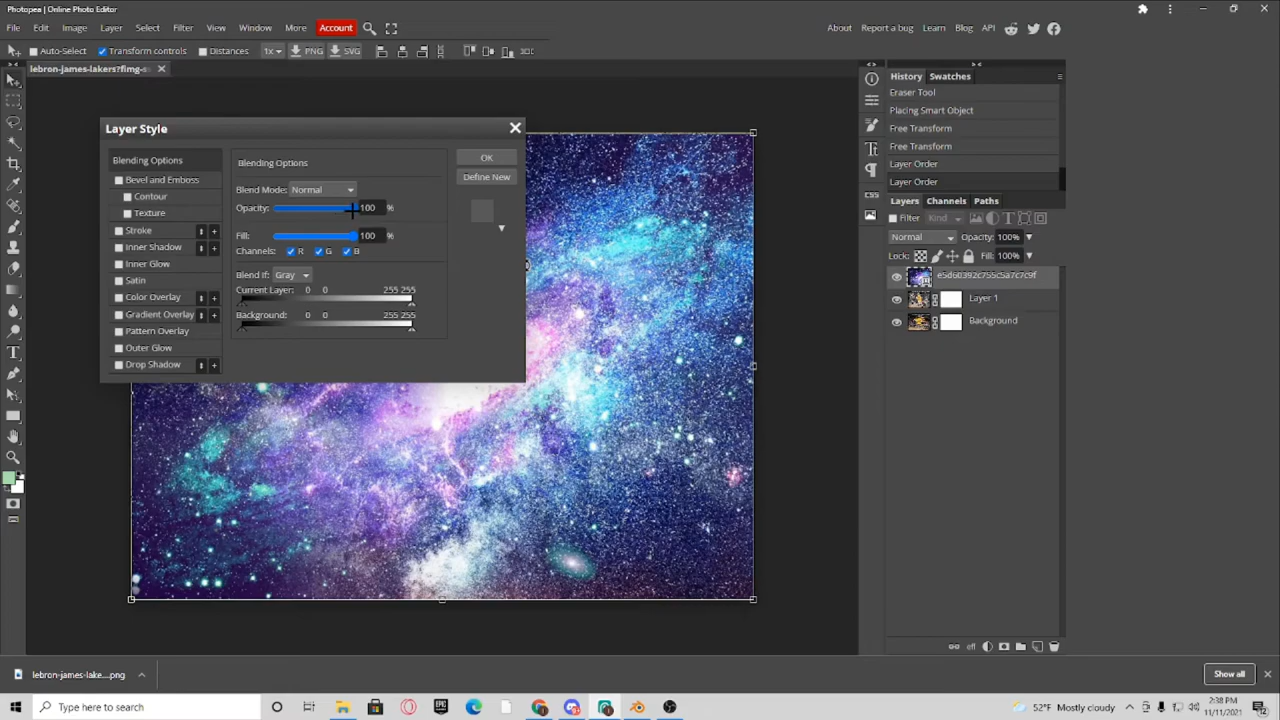 Photopea | Online Photo Editor
File Edit Image Layer Select Filter View Window More Account
About Report a bug Learn Blog API
Auto-Select Transform controls Distances 1x PNG SVG
lebron-james-lakers?fimg-s
Layer Style
Blending Options
Bevel and Emboss
Contour
Texture
Stroke
Inner Shadow
Inner Glow
Satin
Color Overlay
Gradient Overlay
Pattern Overlay
Outer Glow
Drop Shadow
Blending Options
Blend Mode: Normal
Opacity: 100 %
Fill: 100 %
Channels: R G B
Blend If: Gray
Current Layer: 0 0 255 255
Background: 0 0 255 255
OK
Define New
CSS
History Swatches
Eraser Tool
Placing Smart Object
Free Transform
Free Transform
Layer Order
Layer Order
Layers Channels Paths
Filter Kind
Normal Opacity: 100%
Lock: Fill: 100%
e5d60392c755c5a7c7c9f
Layer 1
Background
eff
lebron-james-lake....png
Show all
Type here to search
EPIC
52°F Mostly cloudy
2:38 PM
11/11/2021